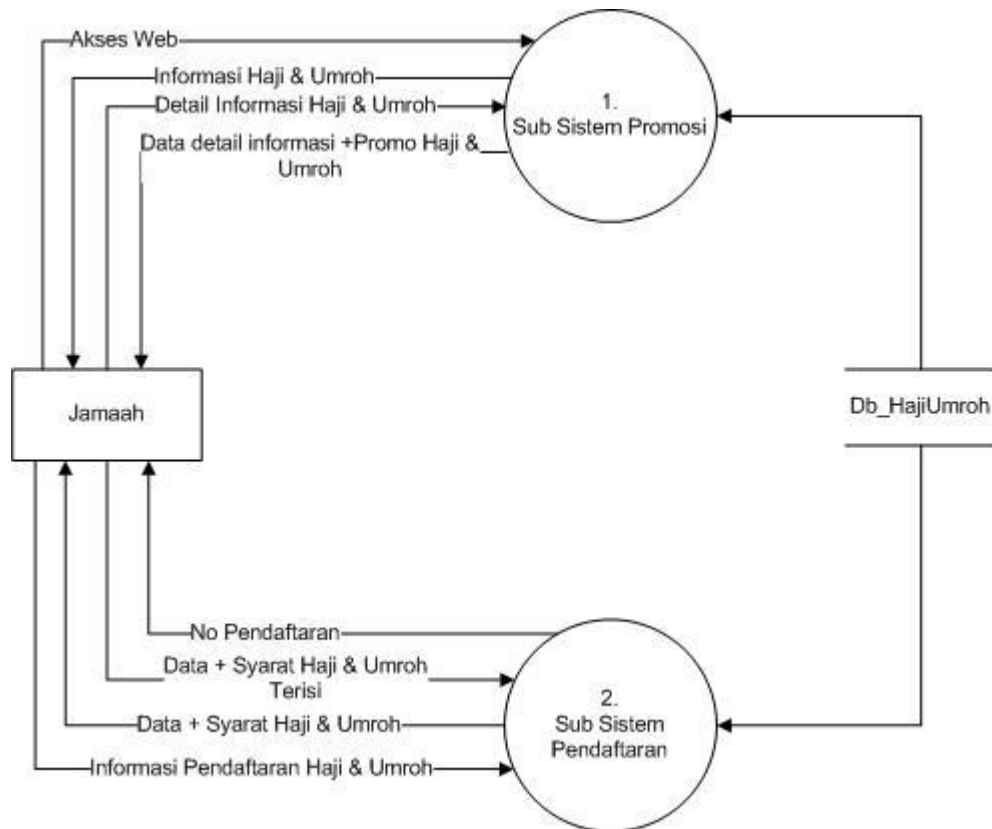 Akses Web
Informasi Haji & Umroh
Detail Informasi Haji & Umroh
Data detail informasi +Promo Haji &
Umroh
1.
Sub Sistem Promosi
Jamaah
Db_HajiUmroh
No Pendaftaran
Data + Syarat Haji & Umroh
Terisi
Data + Syarat Haji & Umroh
Informasi Pendaftaran Haji & Umroh
2.
Sub Sistem
Pendaftaran